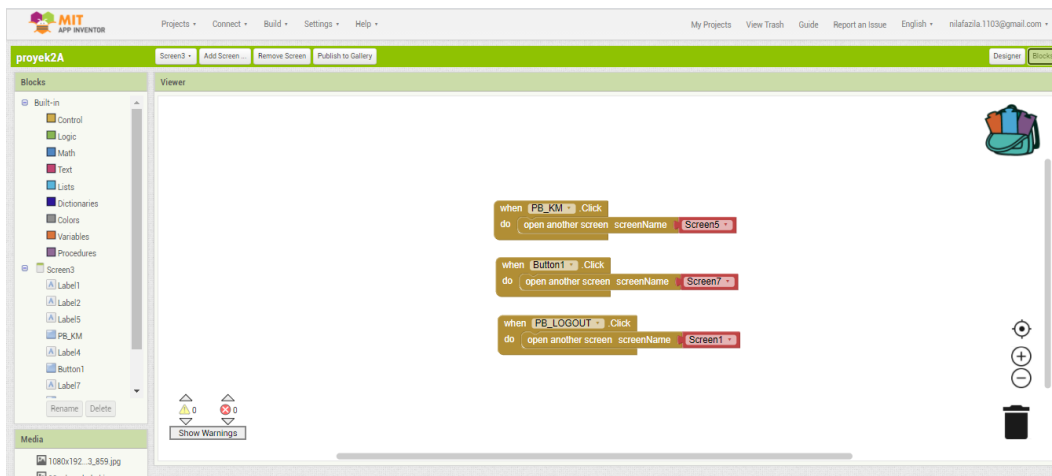 MIT
APP INVENTOR
Projects Connect Build Settings Help
My Projects View Trash Guide Report an Issue English nilafazila.1103@gmail.com
proyek2A
Screen3 Add Screen ... Remove Screen Publish to Gallery
Designer Blocks
Blocks
Viewer
Built-in
Control
Logic
Math
Text
Lists
Dictionaries
Colors
Variables
Procedures
Screen3
A Label1
A Label2
A Label5
PB_KM
A Label4
Button1
A Label7
Rename Delete
Media
1080x192...3_859.jpg
when PB_KM .Click
do open another screen screenName Screen5
when Button1 .Click
do open another screen screenName Screen7
when PB_LOGOUT .Click
do open another screen screenName Screen1
0 0
Show Warnings